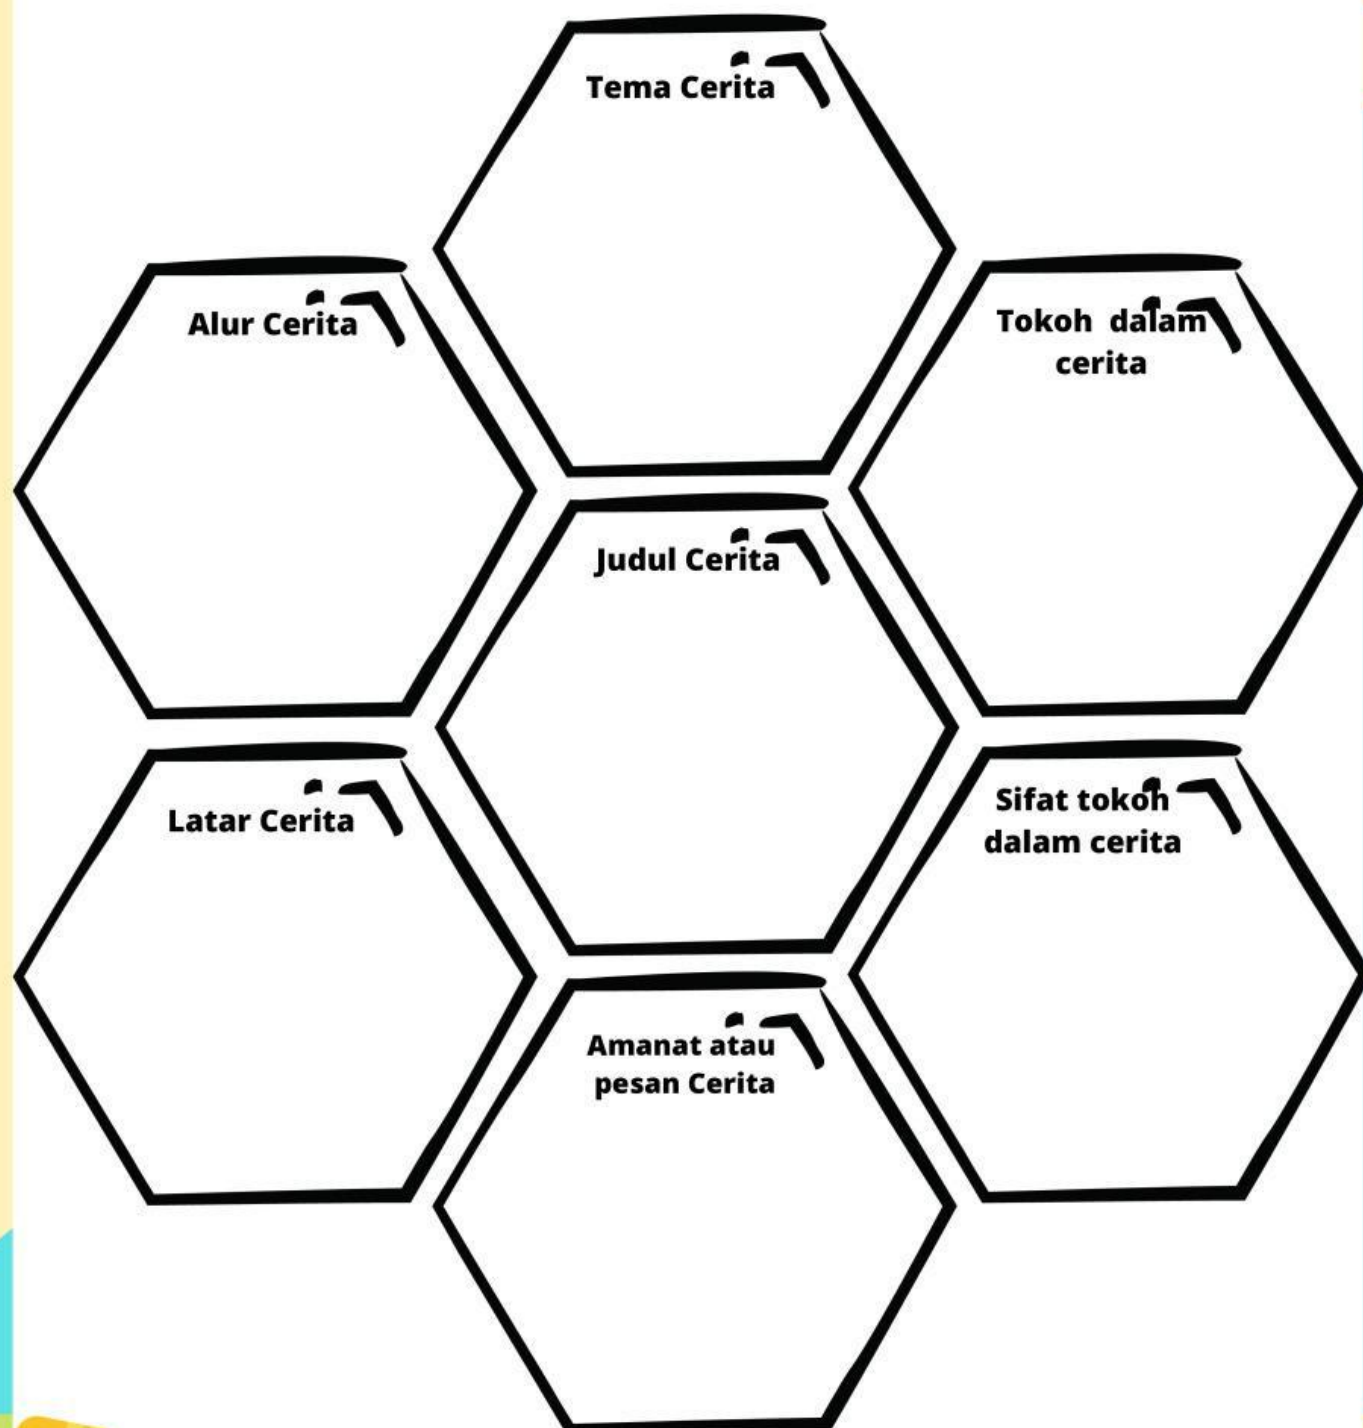 Tema Cerita
Alur Cerita
Tokoh dalam
cerita
Judul Cerita
Latar Cerita
Sifat tokoh
dalam cerita
Amanat atau
pesan Cerita